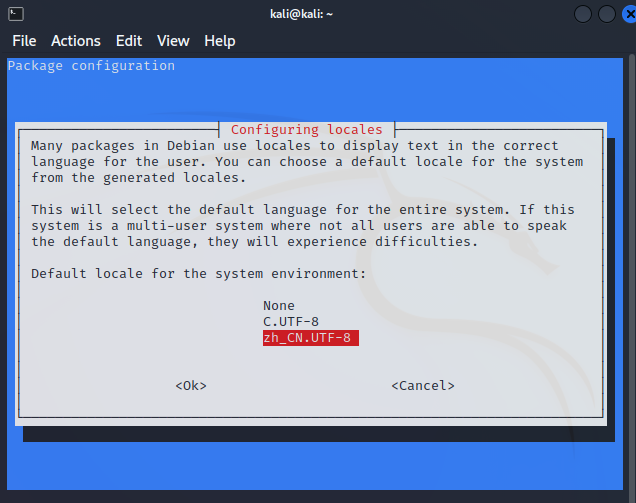 kali@kali: ~
File Actions Edit View Help
Package configuration
Configuring locales
Many packages in Debian use locales to display text in the correct
language for the user. You can choose a default locale for the system
from the generated locales.
This will select the default language for the entire system. If this
system is a multi-user system where not all users are able to speak
the default language, they will experience difficulties.
Default locale for the system environment:
None
C.UTF-8
zh_CN.UTF-8
<Ok> <Cancel>